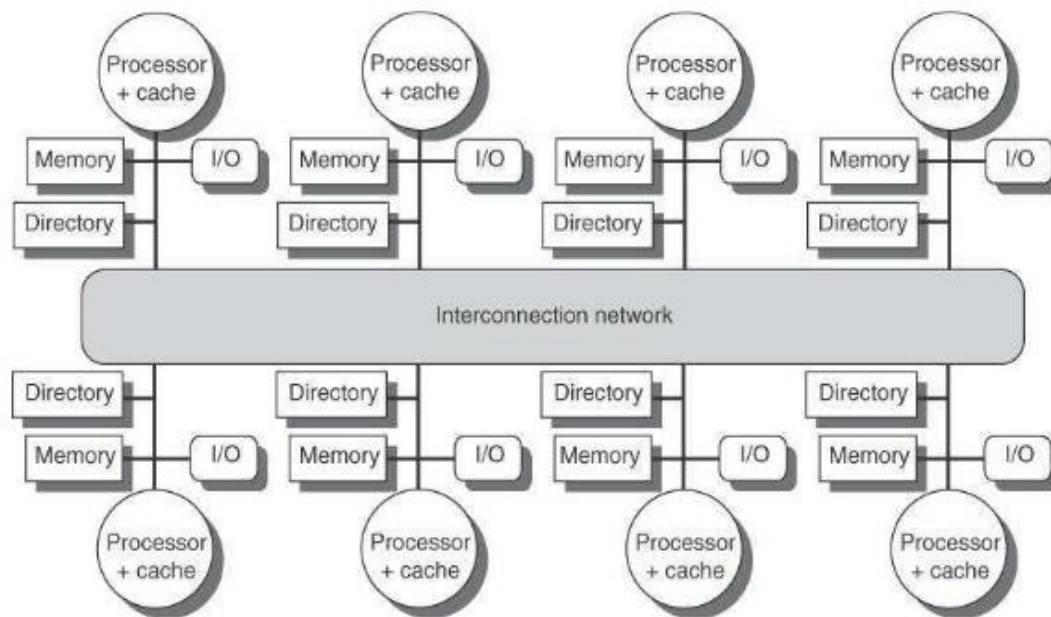 Processor
+ cache
Processor
+ cache
Processor
+ cache
Processor
+ cache
Memory
I/O
Memory
I/O
Memory
I/O
Memory
I/O
Directory
Directory
Directory
Directory
Interconnection network
Directory
Directory
Directory
Directory
Memory
I/O
Memory
I/O
Memory
I/O
Memory
I/O
Processor
+ cache
Processor
+ cache
Processor
+ cache
Processor
+ cache